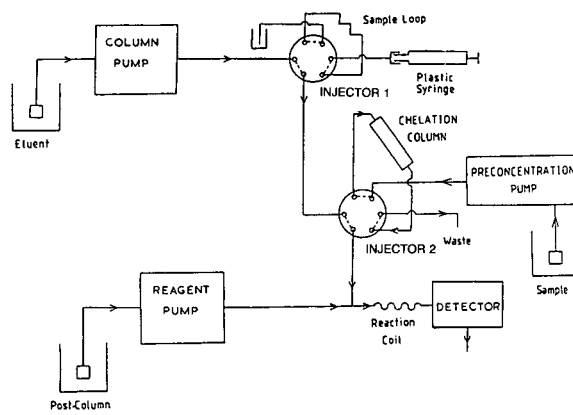 Sample Loop
COLUMN
PUMP
Plastic
Syringe
INJECTOR 1
Eluent
CHELATION
COLUMN
PRECONCENTRATION
PUMP
Waste
INJECTOR 2
Sample
REAGENT
PUMP
DETECTOR
Reaction
Coil
Post-Column